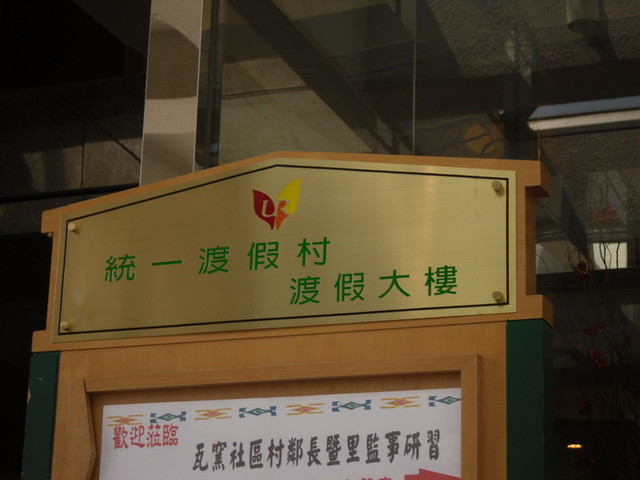 UR
統一渡假村
渡假大樓
歡迎蒞臨
瓦窯社區村鄰長暨里監事研習